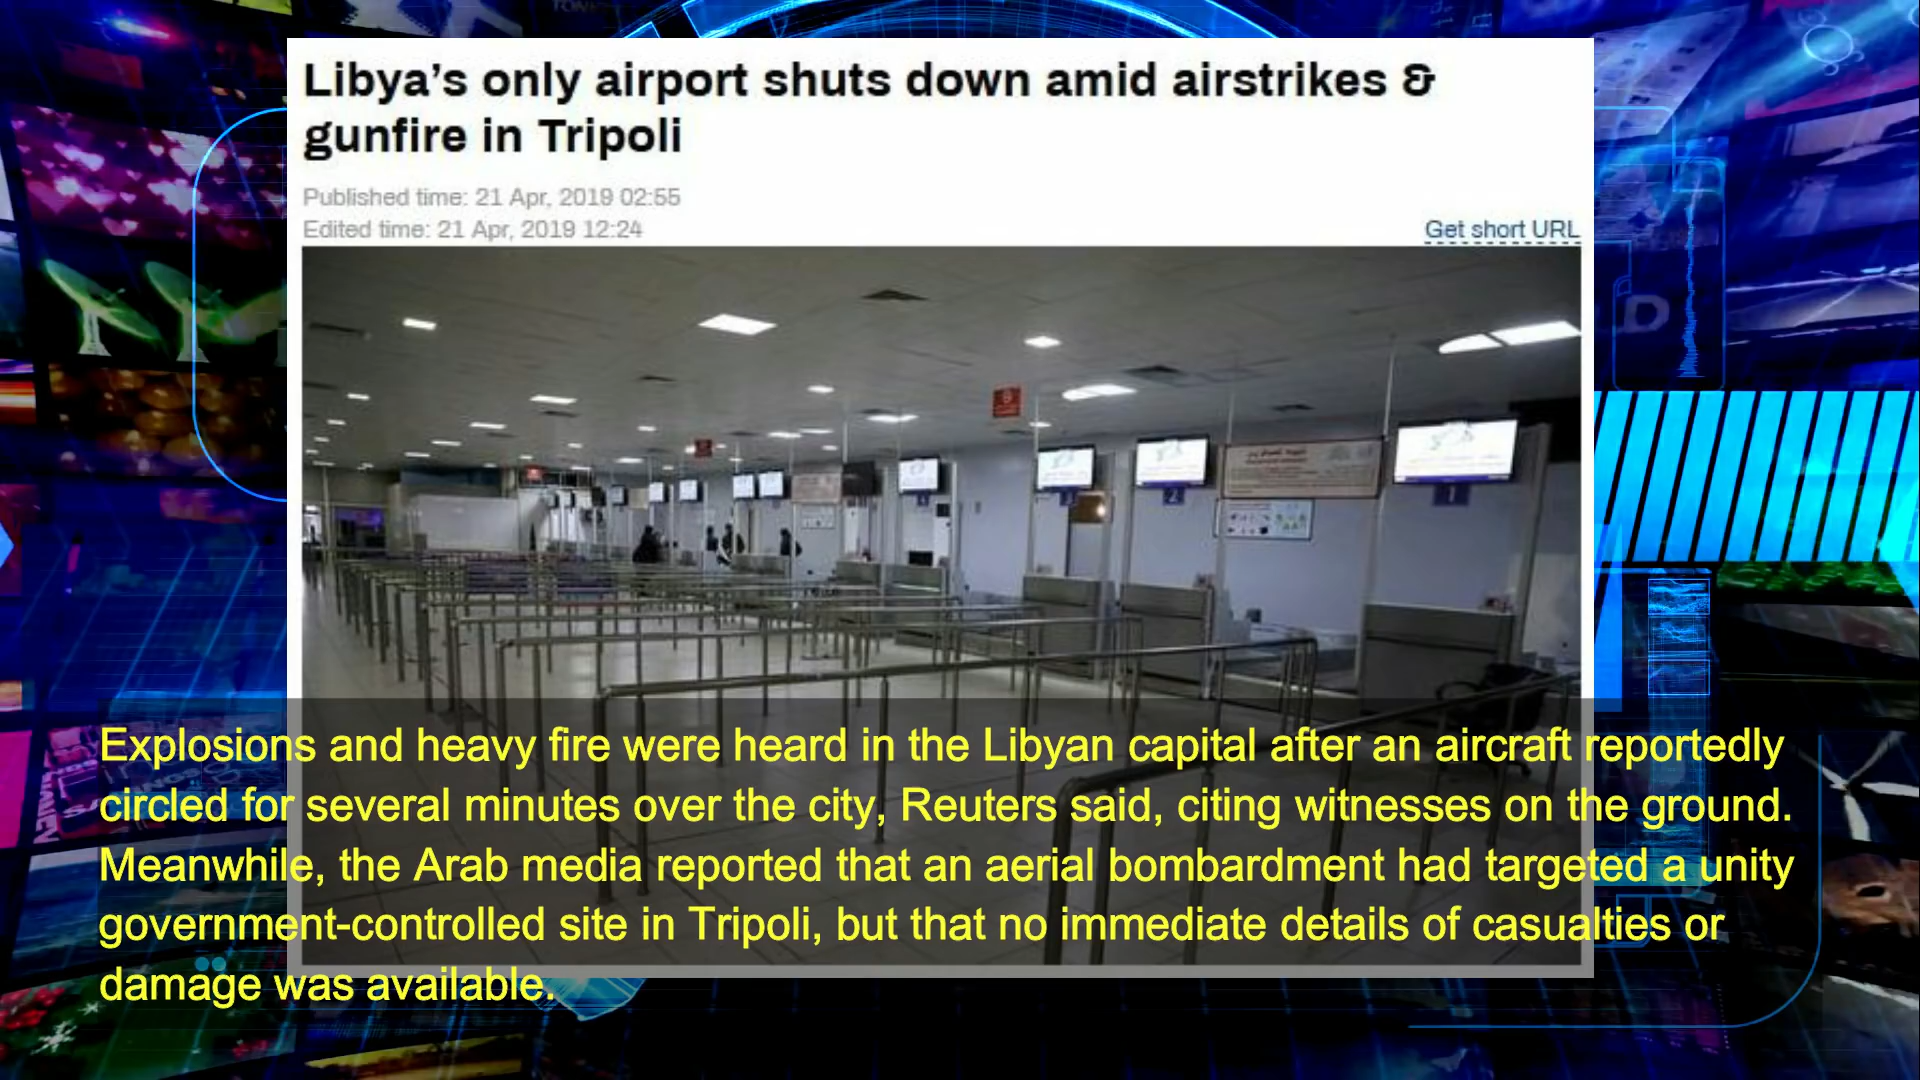 Libya’s only airport shuts down amid airstrikes &
gunfire in Tripoli
Published time: 21 Apr, 2019 02:55
Edited time: 21 Apr, 2019 12:24
Get short URL
2
1
Explosions and heavy fire were heard in the Libyan capital after an aircraft reportedly
circled for several minutes over the city, Reuters said, citing witnesses on the ground.
Meanwhile, the Arab media reported that an aerial bombardment had targeted a unity
government-controlled site in Tripoli, but that no immediate details of casualties or
damage was available.